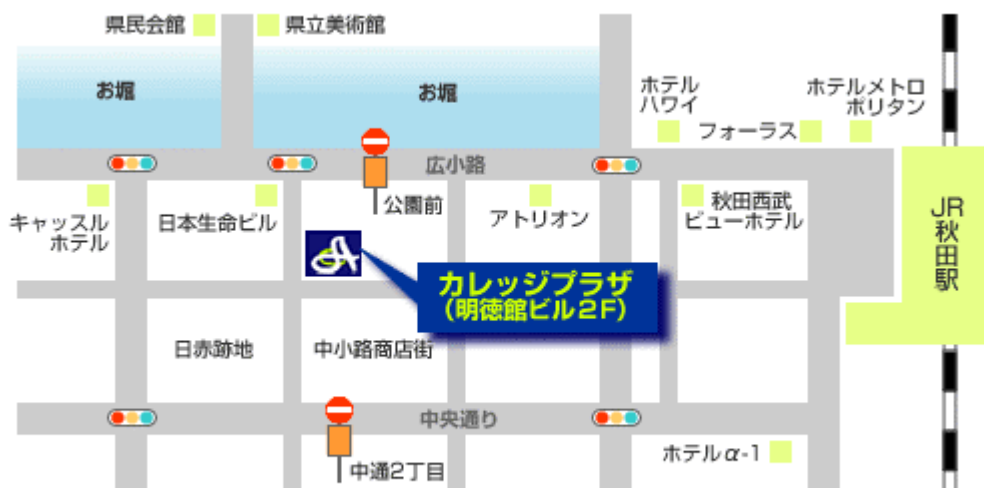 県民会館
県立美術館
お堀
お堀
ホテル
ハワイ
ホテルメトロ
ポリタン
フォーラス
広小路
公園前
キャッスル
ホテル
日本生命ビル
アトリオン
秋田西武
ビューホテル
JR秋田駅
カレッジプラザ
(明徳館ビル2F)
日赤跡地
中小路商店街
中央通り
中通2丁目
ホテルα-1